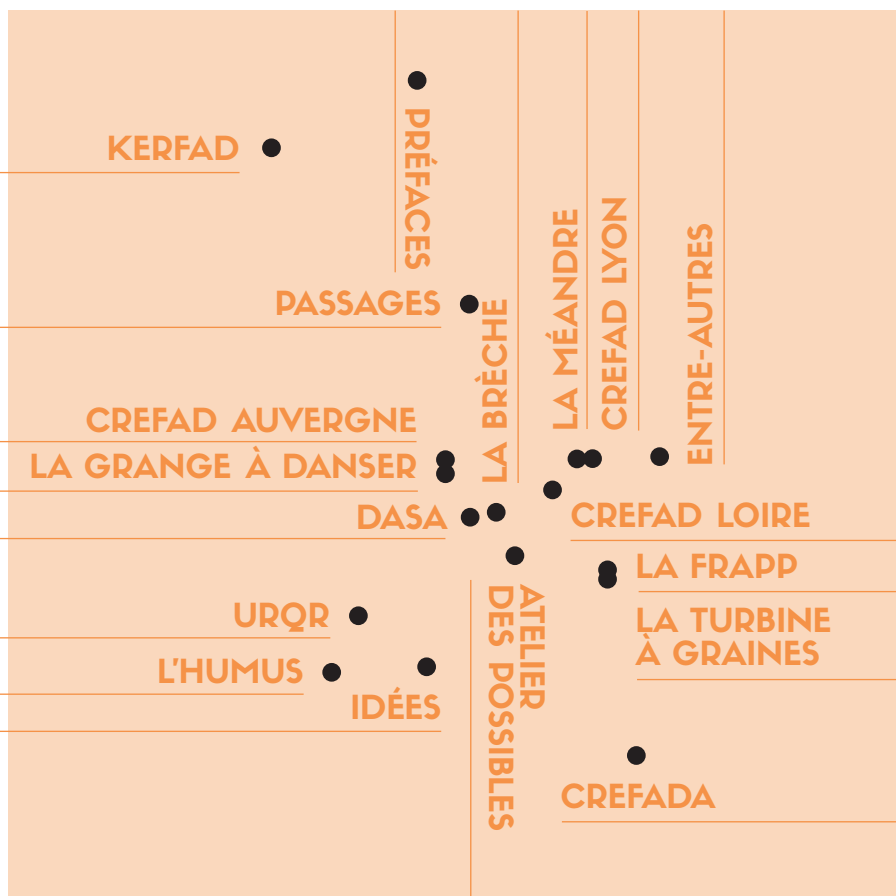 PRÉFACES
KERFAD
PASSAGES
LA BRÈCHE
LA MÉANDRE
CREFAD LYON
ENTRE-AUTRES
CREFAD AUVERGNE
LA GRANGE À DANSER
DASA
CREFAD LOIRE
LA FRAPP
LA TURBINE
À GRAINES
ATELIER
DES POSSIBLES
URQR
L'HUMUS
IDÉES
CREFADA